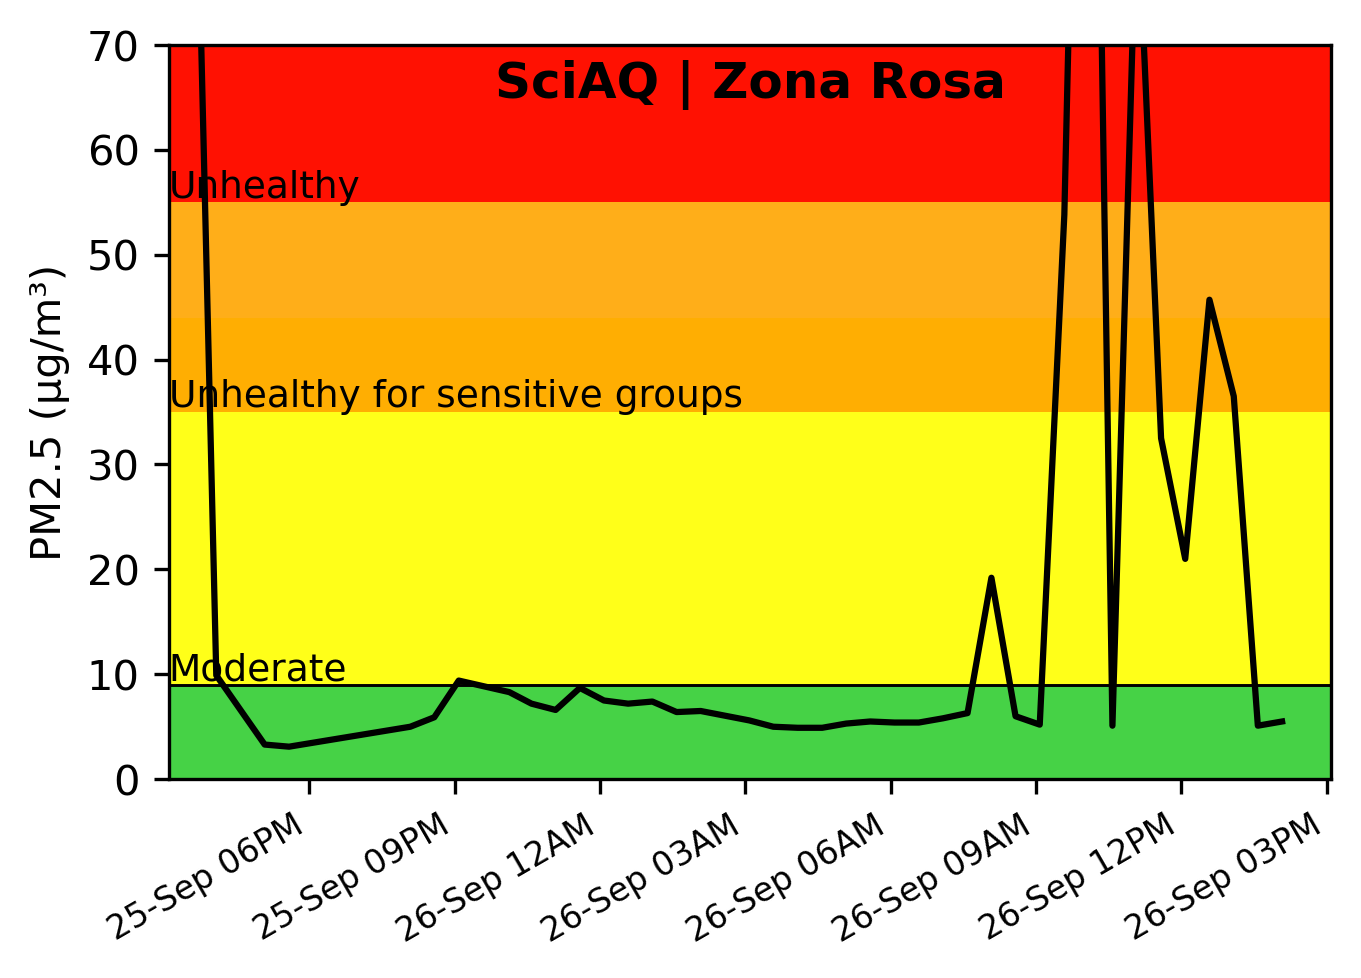 SciAQ | Zona Rosa
PM2.5 (µg/m³)
70
60
50
40
30
20
10
0
Unhealthy
Unhealthy for sensitive groups
Moderate
25-Sep 06PM
25-Sep 09PM
26-Sep 12AM
26-Sep 03AM
26-Sep 06AM
26-Sep 09AM
26-Sep 12PM
26-Sep 03PM